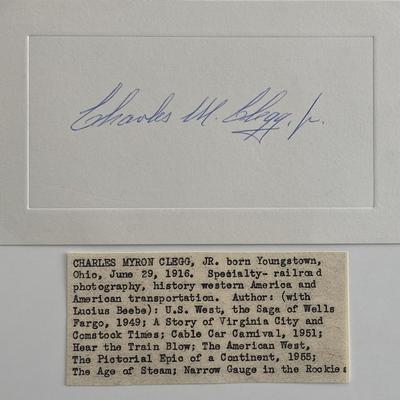 Charles M. Clegg, Jr.
CHARLES MYRON CLEGG, JR. born Youngstown,
Ohio, June 29, 1916. Specialty- railroad
photography, history western America and
American transportation. Author: (with
Lucius Beebe): U.S. West, the Saga of Wells
Fargo, 1949; A Story of Virginia City and
Comstock Times; Cable Car Carnival, 1951;
Hear the Train Blow; The American West,
The Pictorial Epic of a Continent, 1955;
The Age of Steam; Narrow Gauge in the Rockies